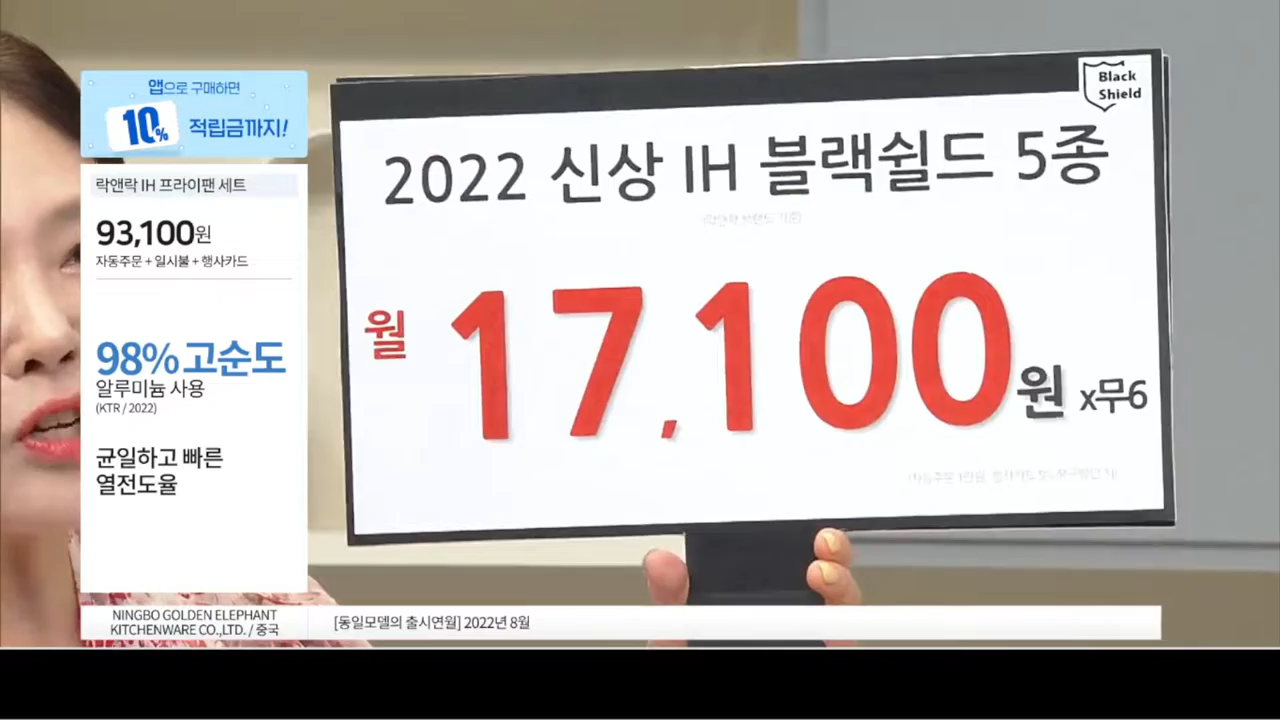 앱으로 구매하면
10% 적립금까지!
락앤락 IH 프라이팬 세트
93,100원
자동주문 + 일시불 + 행사카드
98% 고순도
알루미늄 사용
(KTR / 2022)
균일하고 빠른
열전도율
Black
Shield
2022 신상 IH 블랙쉴드 5종
월 17,100원 x무6
NINGBO GOLDEN ELEPHANT
KITCHENWARE CO.,LTD. / 중국
[동일모델의 출시연월] 2022년 8월